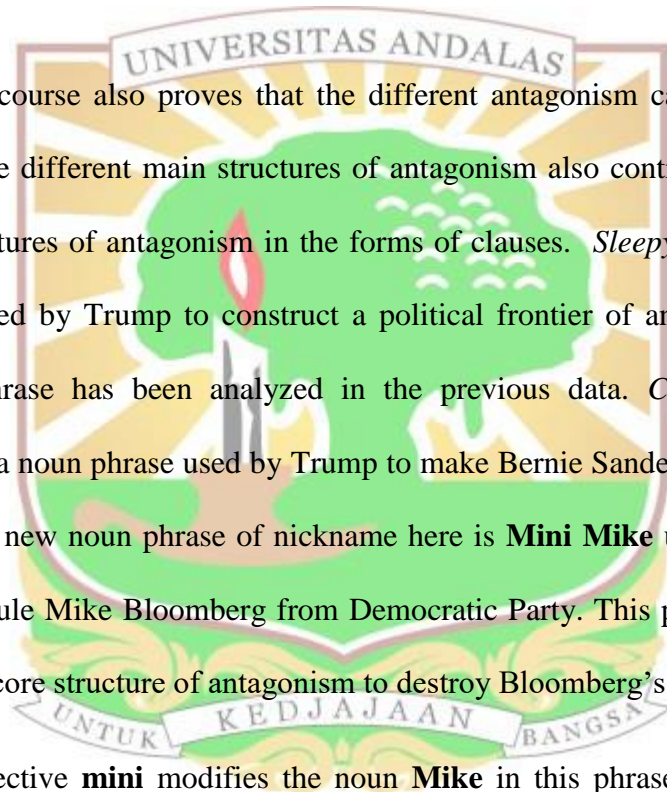 UNIVERSITAS ANDALAS
course also proves that the different antagonism ca
e different main structures of antagonism also cont
tures of antagonism in the forms of clauses. Sleepy
ed by Trump to construct a political frontier of an
hrase has been analyzed in the previous data. C
a noun phrase used by Trump to make Bernie Sande
new noun phrase of nickname here is Mini Mike u
ule Mike Bloomberg from Democratic Party. This p
core structure of antagonism to destroy Bloomberg's
UNTUK KEDJAJAAN BANGSA
ective mini modifies the noun Mike in this phrase